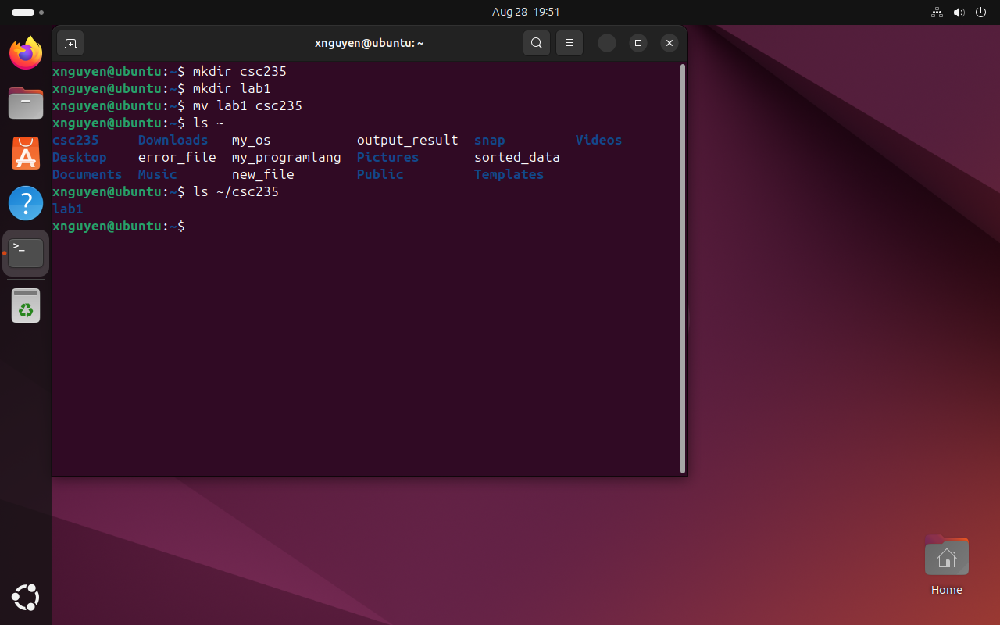 Aug 28 19:51
xnguyen@ubuntu: ~
xnguyen@ubuntu:~$ mkdir csc235
xnguyen@ubuntu:~$ mkdir lab1
xnguyen@ubuntu:~$ mv lab1 csc235
xnguyen@ubuntu:~$ ls ~
csc235 Downloads my_os output_result snap Videos
Desktop error_file my_programlang Pictures sorted_data
Documents Music new_file Public Templates
xnguyen@ubuntu:~$ ls ~/csc235
lab1
xnguyen@ubuntu:~$
Home